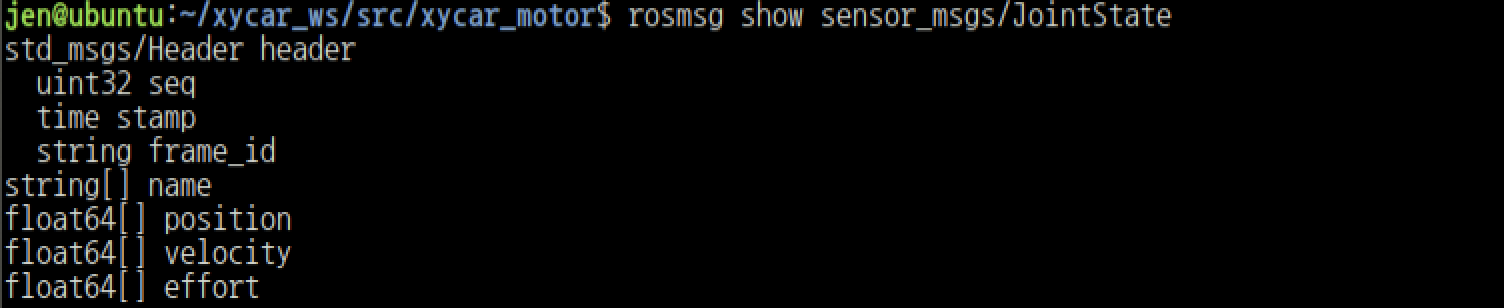 jen@ubuntu:~/xycar_ws/src/xycar_motor$ rosmsg show sensor_msgs/JointState
std_msgs/Header header
  uint32 seq
  time stamp
  string frame_id
string[] name
float64[] position
float64[] velocity
float64[] effort